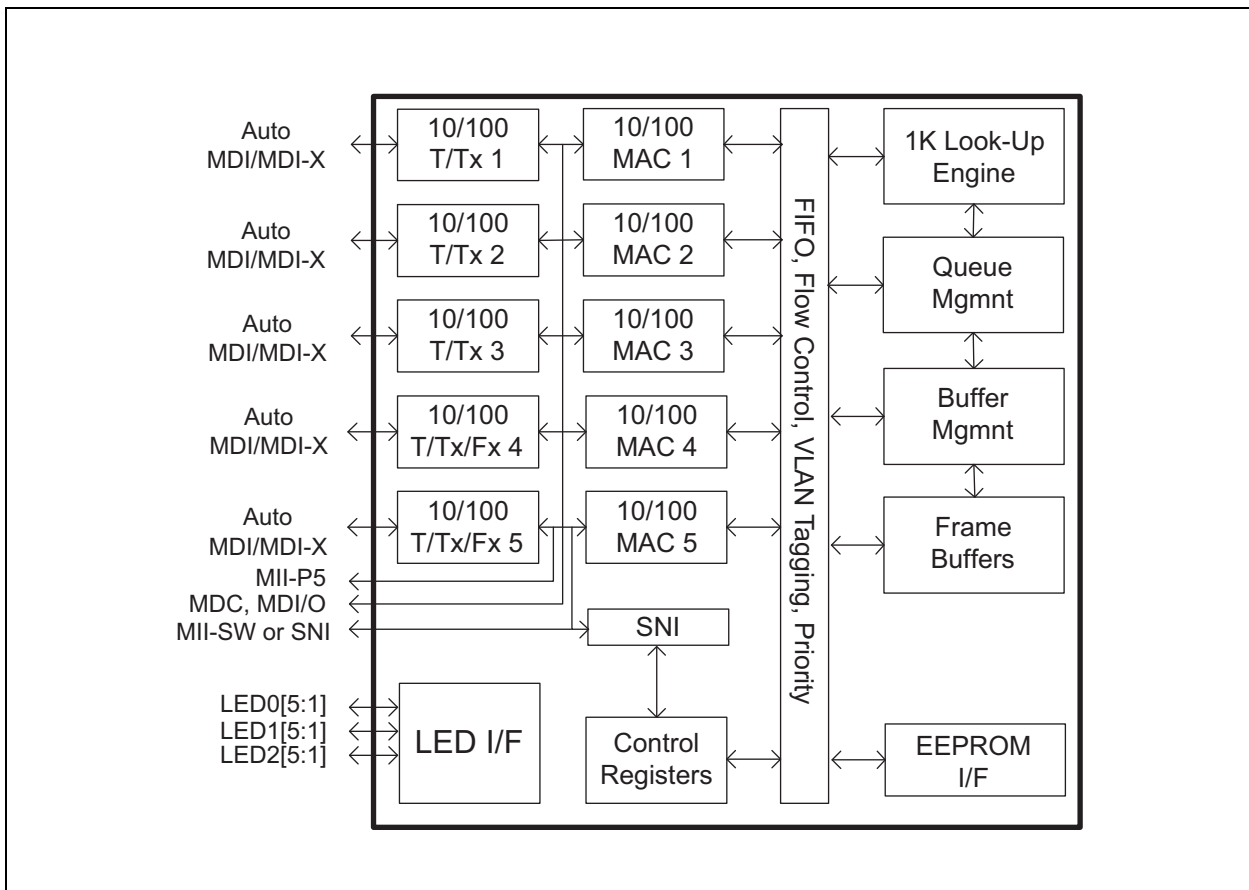 Auto
MDI/MDI-X
10/100
T/Tx 1
10/100
MAC 1
1K Look-Up
Engine
Auto
MDI/MDI-X
10/100
T/Tx 2
10/100
MAC 2
Queue
Mgmnt
Auto
MDI/MDI-X
10/100
T/Tx 3
10/100
MAC 3
Buffer
Mgmnt
Auto
MDI/MDI-X
10/100
T/Tx/Fx 4
10/100
MAC 4
Frame
Buffers
Auto
MDI/MDI-X
10/100
T/Tx/Fx 5
10/100
MAC 5
FIFO, Flow Control, VLAN Tagging, Priority
MII-P5
MDC, MDI/O
MII-SW or SNI
SNI
LED0[5:1]
LED1[5:1]
LED2[5:1]
LED I/F
Control
Registers
EEPROM
I/F